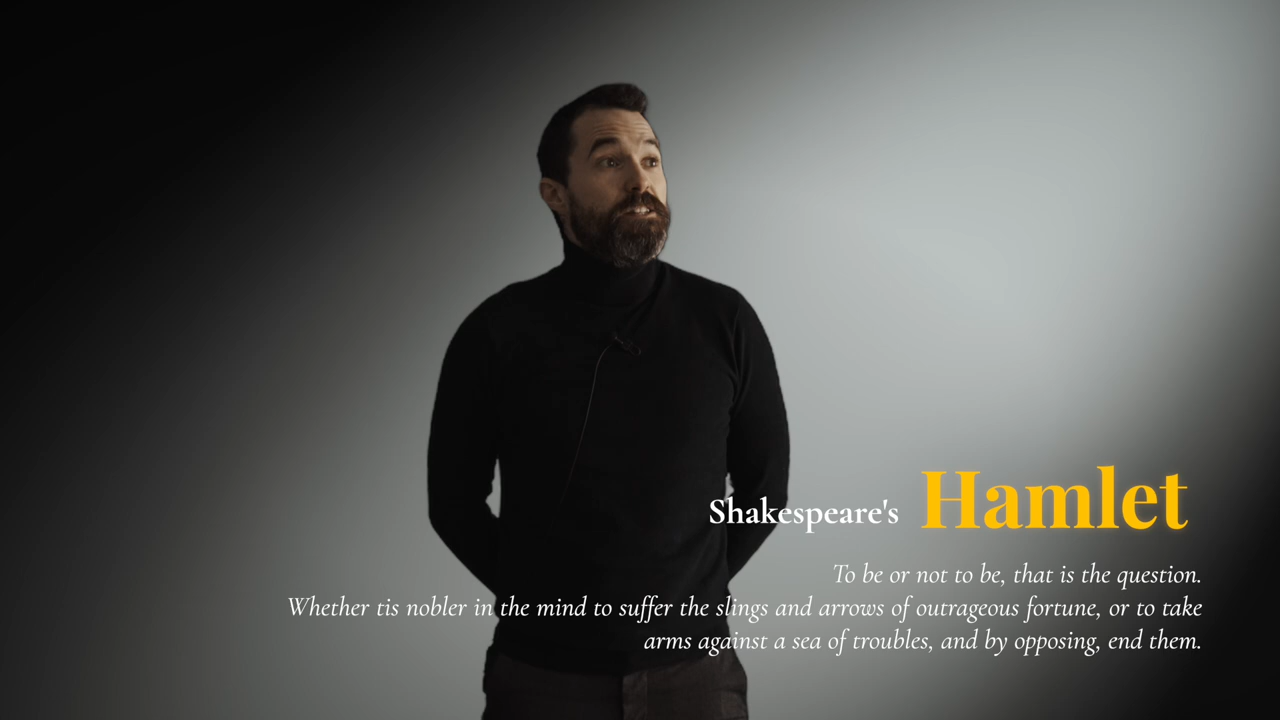 Shakespeare's Hamlet
To be or not to be, that is the question.
Whether tis nobler in the mind to suffer the slings and arrows of outrageous fortune, or to take
arms against a sea of troubles, and by opposing, end them.